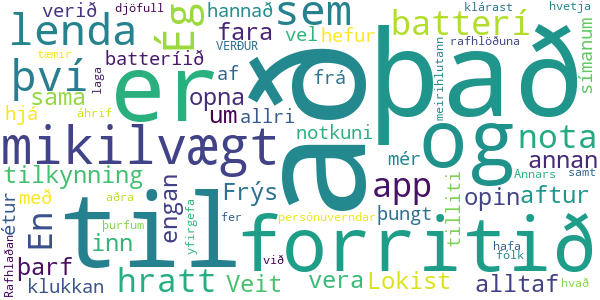 djöfull
verið
hannað
sem
batterí
klárast
hvetja
lenda
Ég
fara
VERÐUR
vel
hefur
rafhlöðuna
tæmir
laga
batteríið
af
frá
það
símanum
því
er
opna
að
meirihlutann
sama
hjá
áhrif
um
allri
notkuni
og
nota
mikilvægt
mér
annan
tilkynning
engan
Frýs
app
tilliti
opin
Annars
samt
aftur
með
En
étur
inn
til
yfirgefa
þurfum
aðra
þungt
persónuverndar
forritið
Rafhlaðan
þarf
hratt
Veit
fer
vera
við
Lokist
hafa
fólk
alltaf
hvað
klukkan